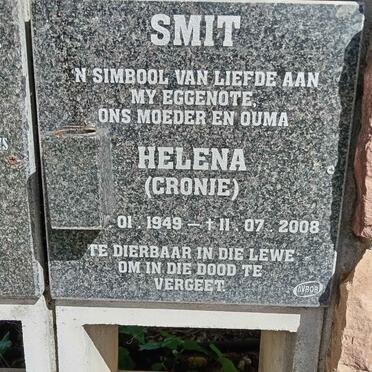 SMIT
'N SIMBOOL VAN LIEFDE AAN
MY EGGENOTE,
ONS MOEDER EN OUMA
HELENA
(CRONJE)
01 . 1949 — † 11 . 07 . 2008
TE DIERBAAR IN DIE LEWE
OM IN DIE DOOD TE
VERGEET.